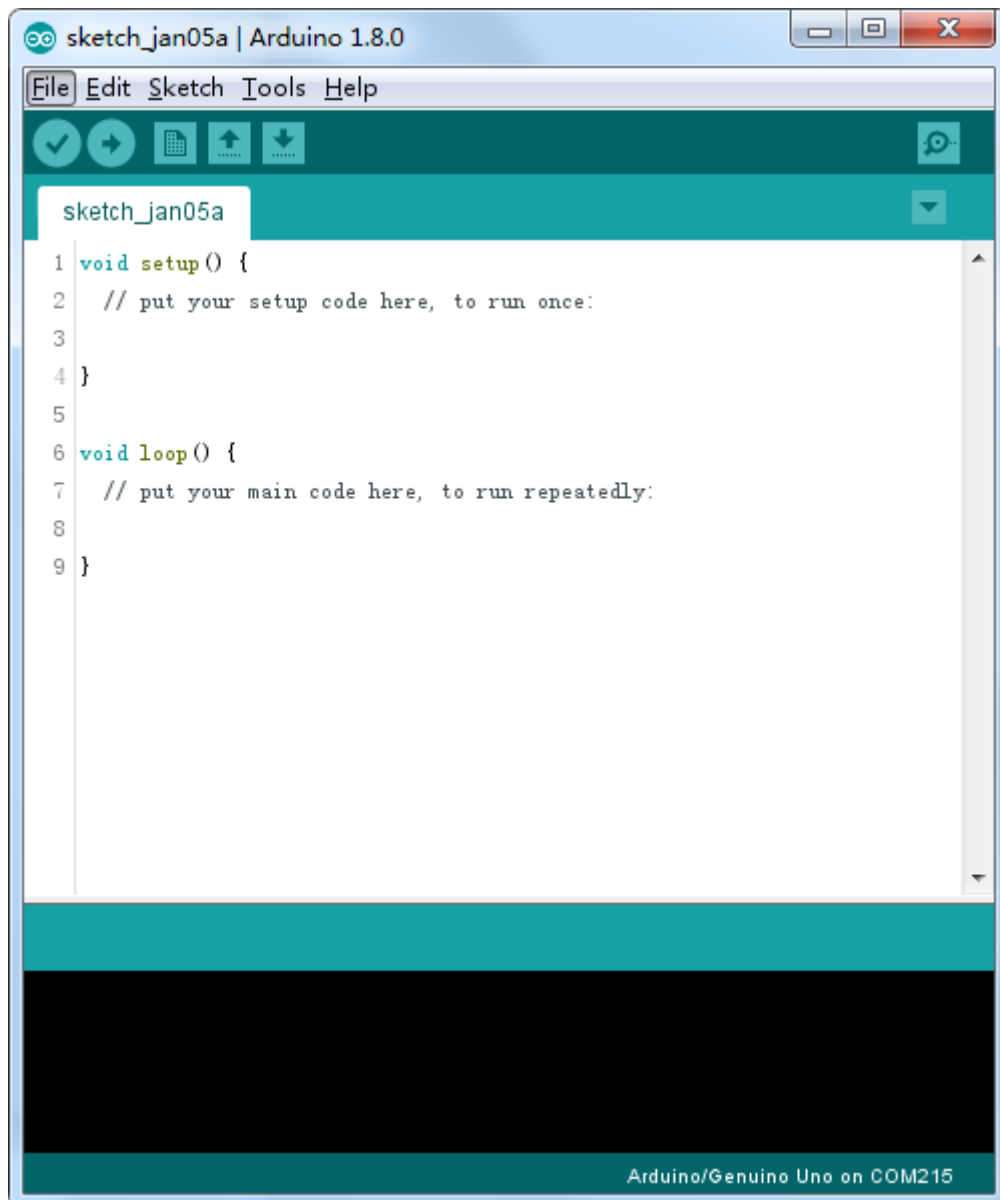 sketch_jan05a | Arduino 1.8.0
File Edit Sketch Tools Help
sketch_jan05a
1 void setup() {
2 // put your setup code here, to run once:
3
4 }
5
6 void loop() {
7 // put your main code here, to run repeatedly:
8
9 }
Arduino/Genuino Uno on COM215